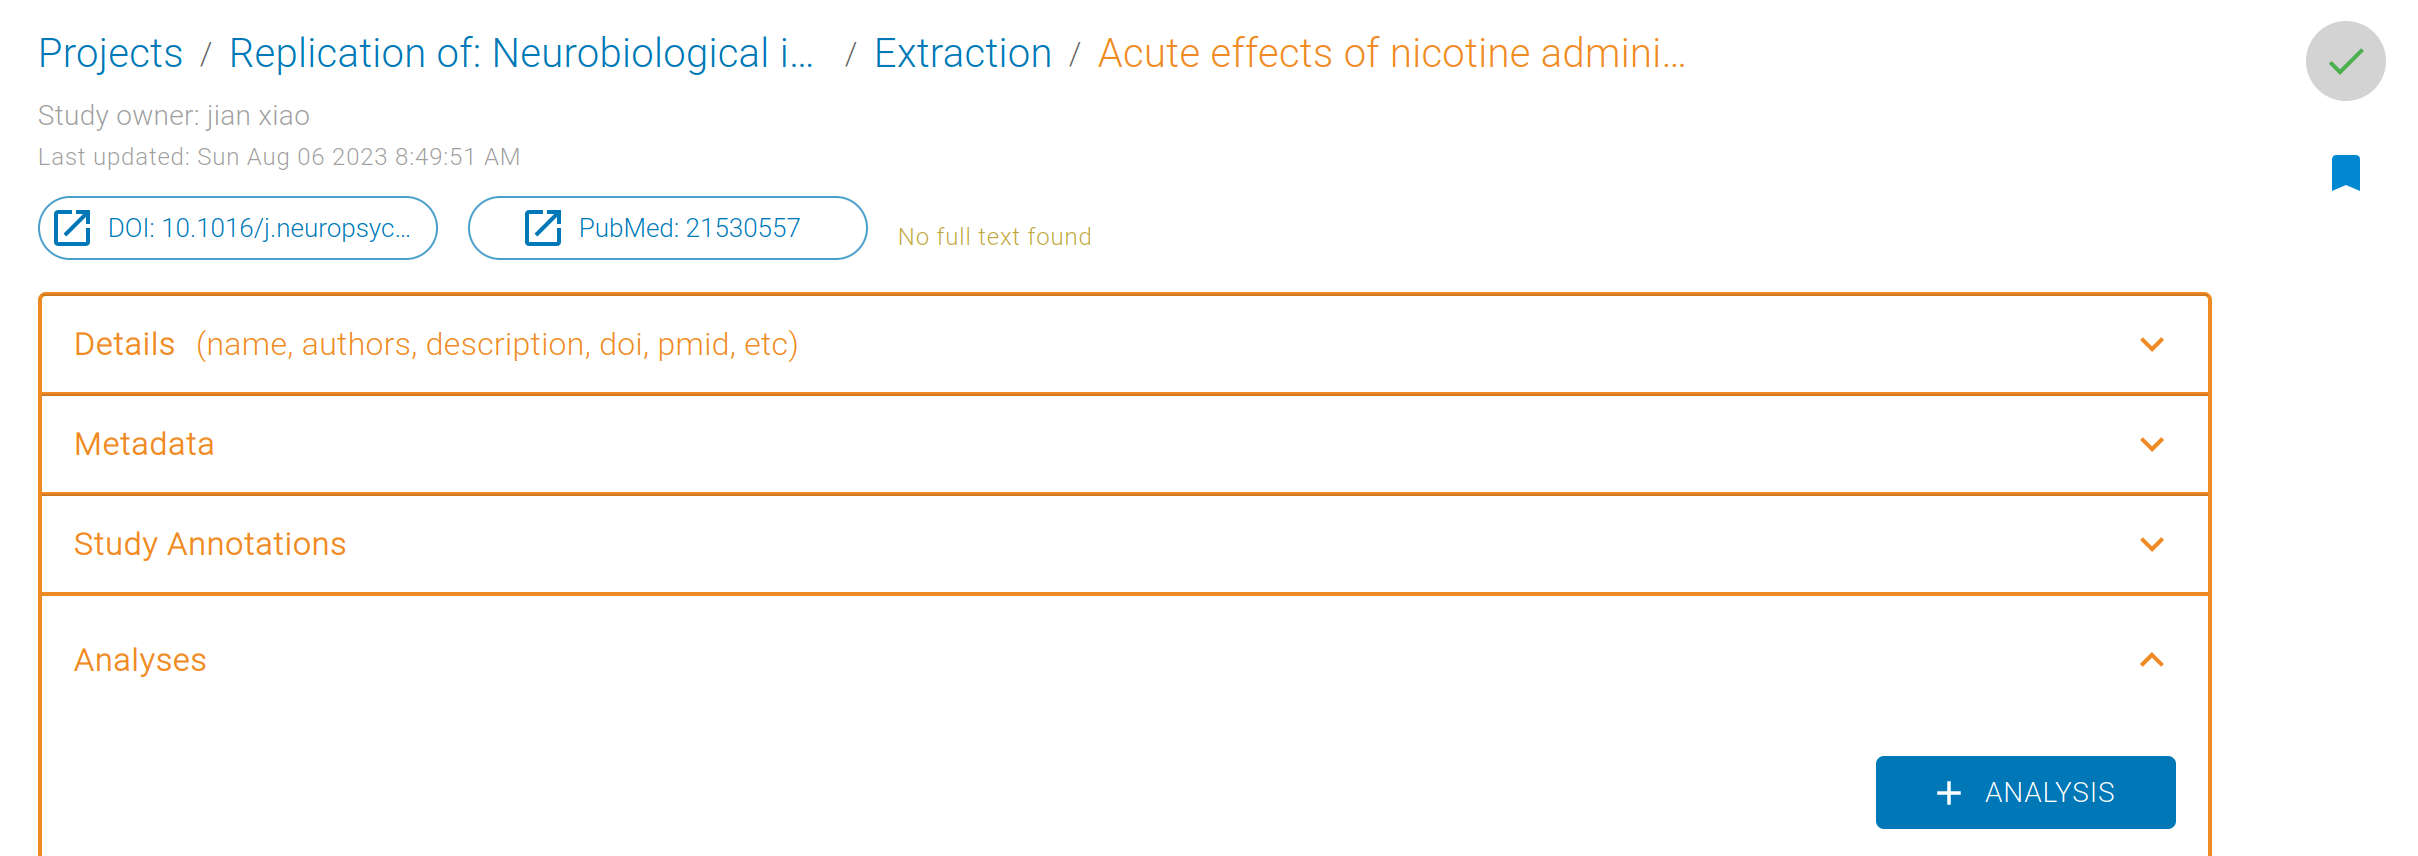 Projects / Replication of: Neurobiological i... / Extraction / Acute effects of nicotine admini...
Study owner: jian xiao
Last updated: Sun Aug 06 2023 8:49:51 AM
DOI: 10.1016/j.neuropsyc... PubMed: 21530557 No full text found
Details (name, authors, description, doi, pmid, etc)
Metadata
Study Annotations
Analyses
+ ANALYSIS